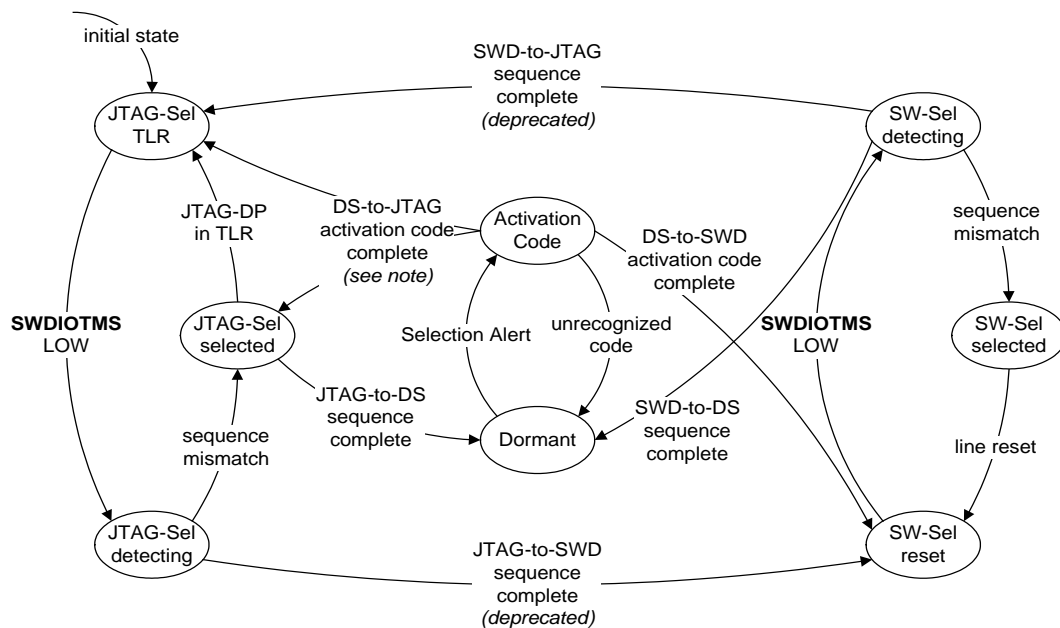 initial state
SWD-to-JTAG
sequence
complete
(deprecated)
JTAG-Sel
TLR
SW-Sel
detecting
JTAG-DP
in TLR
DS-to-JTAG
activation code
complete
(see note)
Activation
Code
DS-to-SWD
activation code
complete
sequence
mismatch
SWDIOTMS
LOW
JTAG-Sel
selected
Selection Alert
unrecognized
code
SWDIOTMS
LOW
SW-Sel
selected
JTAG-to-DS
sequence
complete
Dormant
SWD-to-DS
sequence
complete
sequence
mismatch
line reset
JTAG-Sel
detecting
JTAG-to-SWD
sequence
complete
(deprecated)
SW-Sel
reset